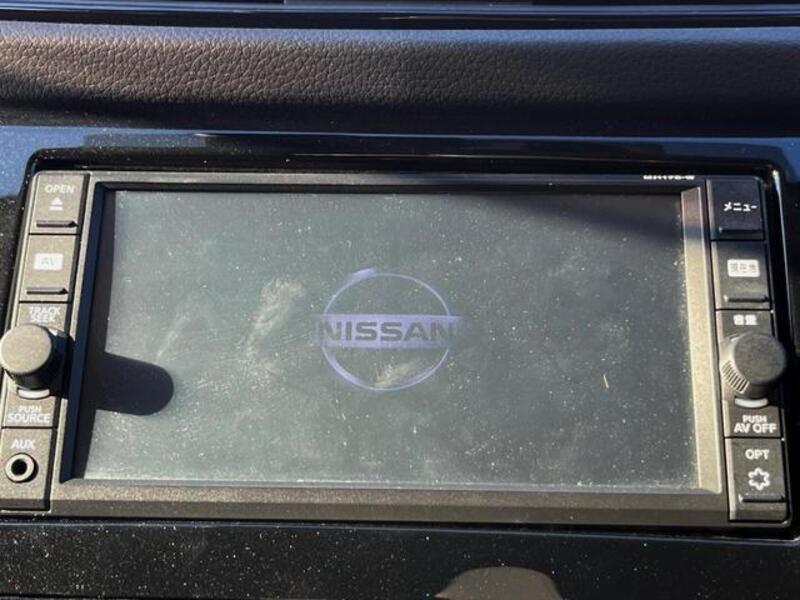 OPEN
AV
TRACK
SEEK
PUSH
SOURCE
AUX
NISSAN
メニュー
現在地
音量
PUSH
AV OFF
OPT